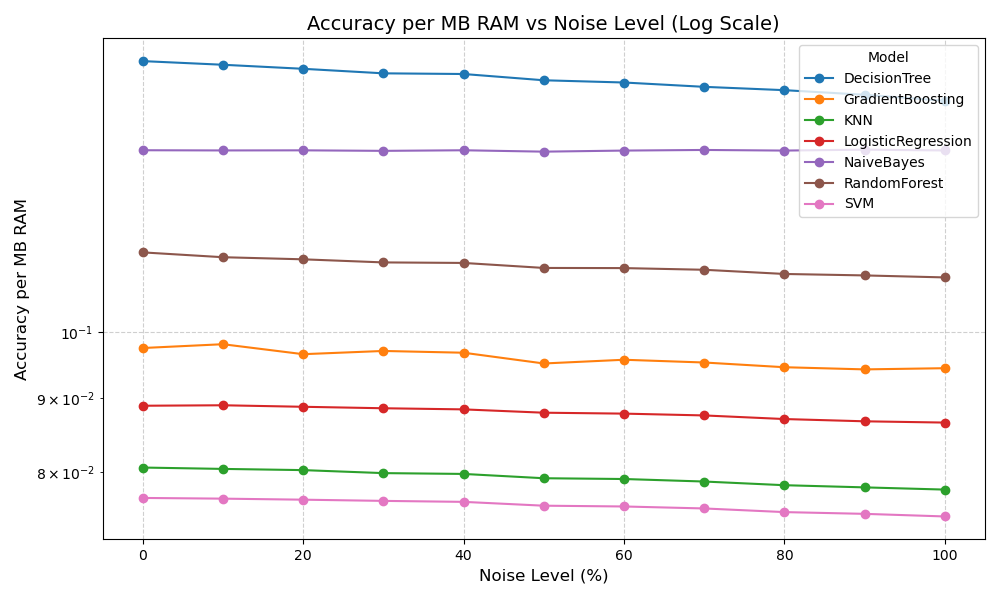 Accuracy per MB RAM vs Noise Level (Log Scale)
Accuracy per MB RAM
10⁻¹
9 × 10⁻²
8 × 10⁻²
Model
DecisionTree
GradientBoosting
KNN
LogisticRegression
NaiveBayes
RandomForest
SVM
0 20 40 60 80 100
Noise Level (%)